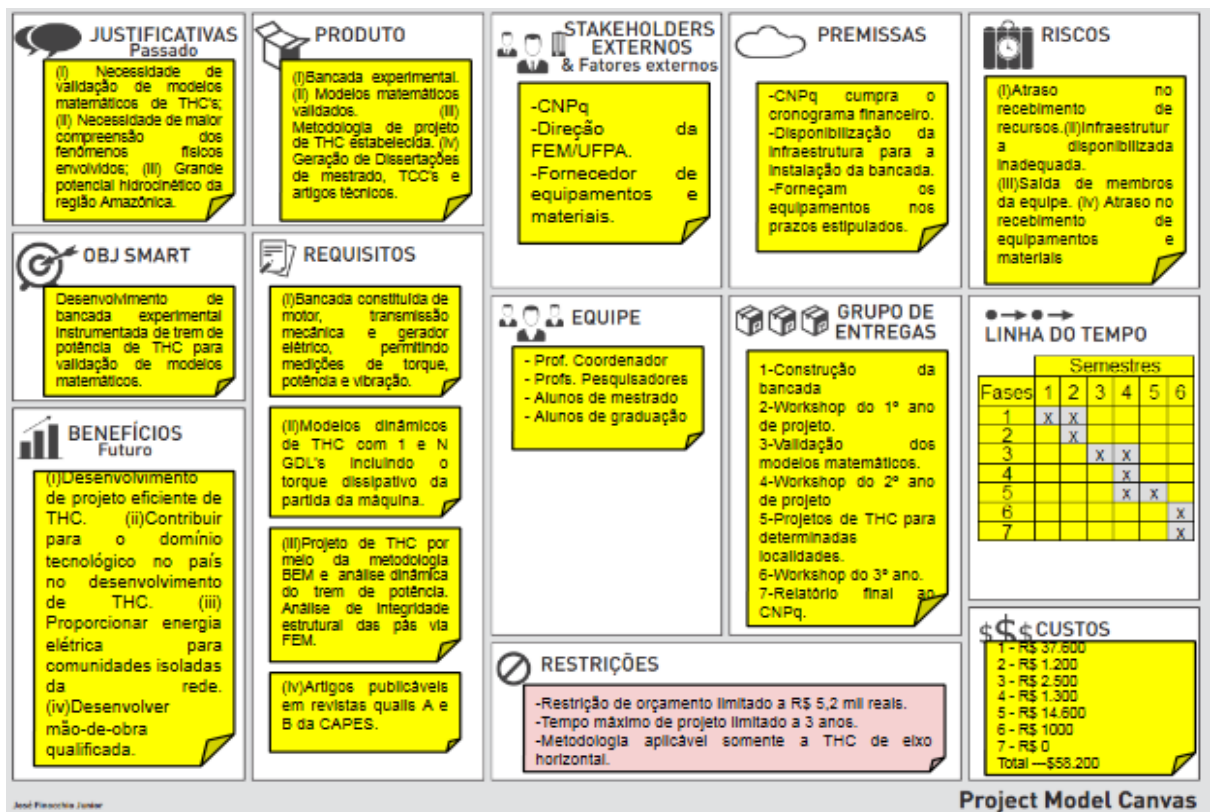 JUSTIFICATIVAS
Passado
(I) Necessidade de
validação de modelos
matemáticos de THC's;
(II) Necessidade de maior
compreensão dos
fenômenos físicos
envolvidos; (III) Grande
potencial hidrocinético da
região Amazônica.
OBJ SMART
Desenvolvimento de
bancada experimental
instrumentada de trem de
potência de THC para
validação de modelos
matemáticos.
BENEFÍCIOS
Futuro
(i)Desenvolvimento
de projeto eficiente de
THC. (ii)Contribuir
para o domínio
tecnológico no país
no desenvolvimento
de THC. (iii)
Proporcionar energia
elétrica para
comunidades isoladas
da rede.
(iv)Desenvolver
mão-de-obra
qualificada.
PRODUTO
(I)Bancada experimental.
(II) Modelos matemáticos
validados. (III)
Metodologia de projeto
de THC estabelecida. (iv)
Geração de Dissertações
de mestrado, TCC's e
artigos técnicos.
REQUISITOS
(I)Bancada constituída de
motor, transmissão
mecânica e gerador
elétrico, permitindo
medições de torque,
potência e vibração.
(II)Modelos dinâmicos
de THC com 1 e N
GDL's incluindo o
torque dissipativo da
partida da máquina.
(III)Projeto de THC por
meio da metodologia
BEM e análise dinâmica
do trem de potência.
Análise de integridade
estrutural das pás via
FEM.
(iv)Artigos publicáveis
em revistas qualis A e
B da CAPES.
STAKEHOLDERS
EXTERNOS
& Fatores externos
-CNPq
-Direção da
FEM/UFPA.
-Fornecedor de
equipamentos e
materiais.
EQUIPE
- Prof. Coordenador
- Profs. Pesquisadores
- Alunos de mestrado
- Alunos de graduação
PREMISSAS
-CNPq cumpra o
cronograma financeiro.
-Disponibilização da
infraestrutura para a
instalação da bancada.
-Forneçam os
equipamentos nos
prazos estipulados.
GRUPO DE
ENTREGAS
1-Construção da
bancada
2-Workshop do 1º ano
de projeto.
3-Validação dos
modelos matemáticos.
4-Workshop do 2º ano
de projeto
5-Projetos de THC para
determinadas
localidades.
6-Workshop do 3º ano.
7-Relatório final ao
CNPq.
RESTRIÇÕES
-Restrição de orçamento limitado a R$ 5,2 mil reais.
-Tempo máximo de projeto limitado a 3 anos.
-Metodologia aplicável somente a THC de eixo
horizontal.
RISCOS
(I)Atraso no
recebimento de
recursos.(II)Infraestrutur
a disponibilizada
inadequada.
(III)Saída de membros
da equipe. (iv) Atraso no
recebimento de
equipamentos e
materiais
LINHA DO TEMPO
Semestres
Fases 1 2 3 4 5 6
1 X X
2 X
3 X X
4 X
5 X X
6 X
7 X
$$$CUSTOS
1 - R$ 37.600
2 - R$ 1.200
3 - R$ 2.500
4 - R$ 1.300
5 - R$ 14.600
6 - R$ 1000
7 - R$ 0
Total ---$58.200
José Finocchio Junior
Project Model Canvas